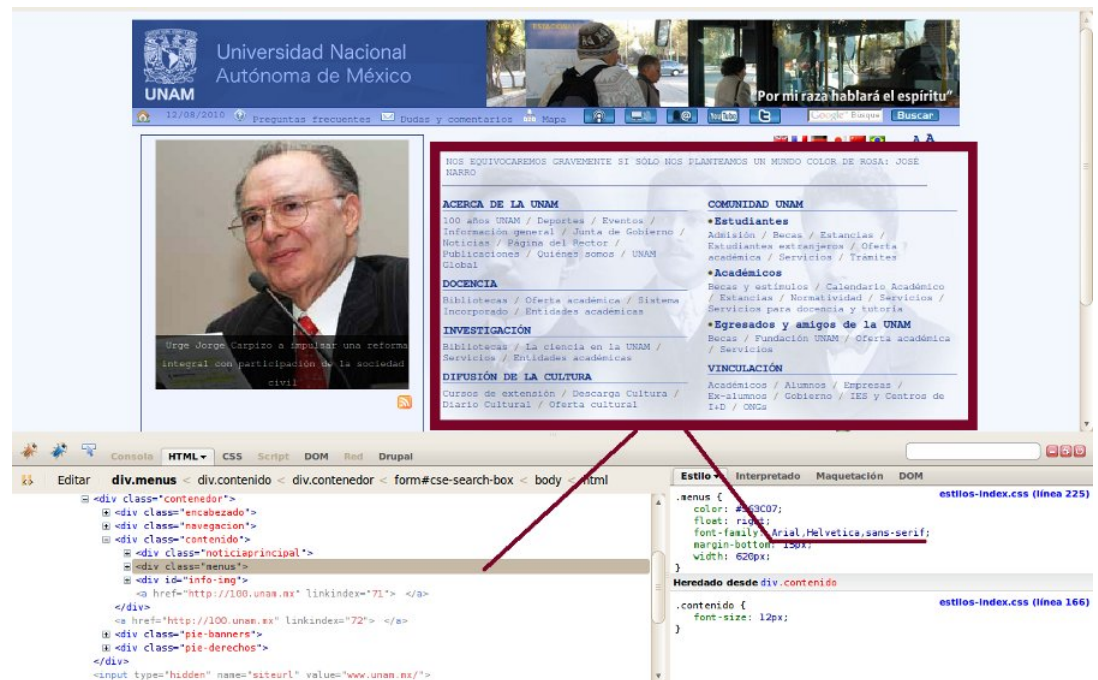 Universidad Nacional
Autónoma de México
UNAM
"Por mi raza hablará el espíritu"
12/08/2010 Preguntas frecuentes Dudas y comentarios Mapa You Tube Google Búsque Buscar
A A
NOS EQUIVOCAREMOS GRAVEMENTE SI SÓLO NOS PLANTEAMOS UN MUNDO COLOR DE ROSA: JOSÉ
NARRO
ACERCA DE LA UNAM
100 años UNAM / Deportes / Eventos /
Información general / Junta de Gobierno /
Noticias / Página del Rector /
Publicaciones / Quiénes somos / UNAM
Global
DOCENCIA
Bibliotecas / Oferta académica / Sistema
Incorporado / Entidades académicas
INVESTIGACIÓN
Bibliotecas / La ciencia en la UNAM /
Servicios / Entidades académicas
DIFUSIÓN DE LA CULTURA
Cursos de extensión / Descarga Cultura /
Diario Cultural / Oferta cultural
COMUNIDAD UNAM
•Estudiantes
Admisión / Becas / Estancias /
Estudiantes extranjeros / Oferta
académica / Servicios / Trámites
•Académicos
Becas y estímulos / Calendario Académico
/ Estancias / Normatividad / Servicios /
Servicios para docencia y tutoría
•Egresados y amigos de la UNAM
Becas / Fundación UNAM / Oferta académica
/ Servicios
VINCULACIÓN
Académicos / Alumnos / Empresas /
Ex-alumnos / Gobierno / IES y Centros de
I+D / ONGs
Urge Jorge Carpizo a impulsar una reforma
integral con participación de la sociedad
civil
Consola HTML CSS Script DOM Red Drupal
Editar div.menus < div.contenido < div.contenedor < form#cse-search-box < body < html
<div class="contenedor">
<div class="encabezado">
<div class="navegacion">
<div class="contenido">
<div class="noticiaprincipal">
<div class="menus">
<div id="info-img">
<a href="http://100.unam.mx" linkindex="71"> </a>
</div>
<a href="http://100.unam.mx" linkindex="72"> </a>
<div class="pie-banners">
<div class="pie-derechos">
</div>
<input type="hidden" name="siteurl" value="www.unam.mx/">
Estilo Interpretado Maquetación DOM
.menus { estilos-index.css (línea 225)
color: #363C07;
float: right;
font-family: Arial,Helvetica,sans-serif;
margin-bottom: 15px;
width: 620px;
}
Heredado desde div.contenido
.contenido { estilos-index.css (línea 166)
font-size: 12px;
}